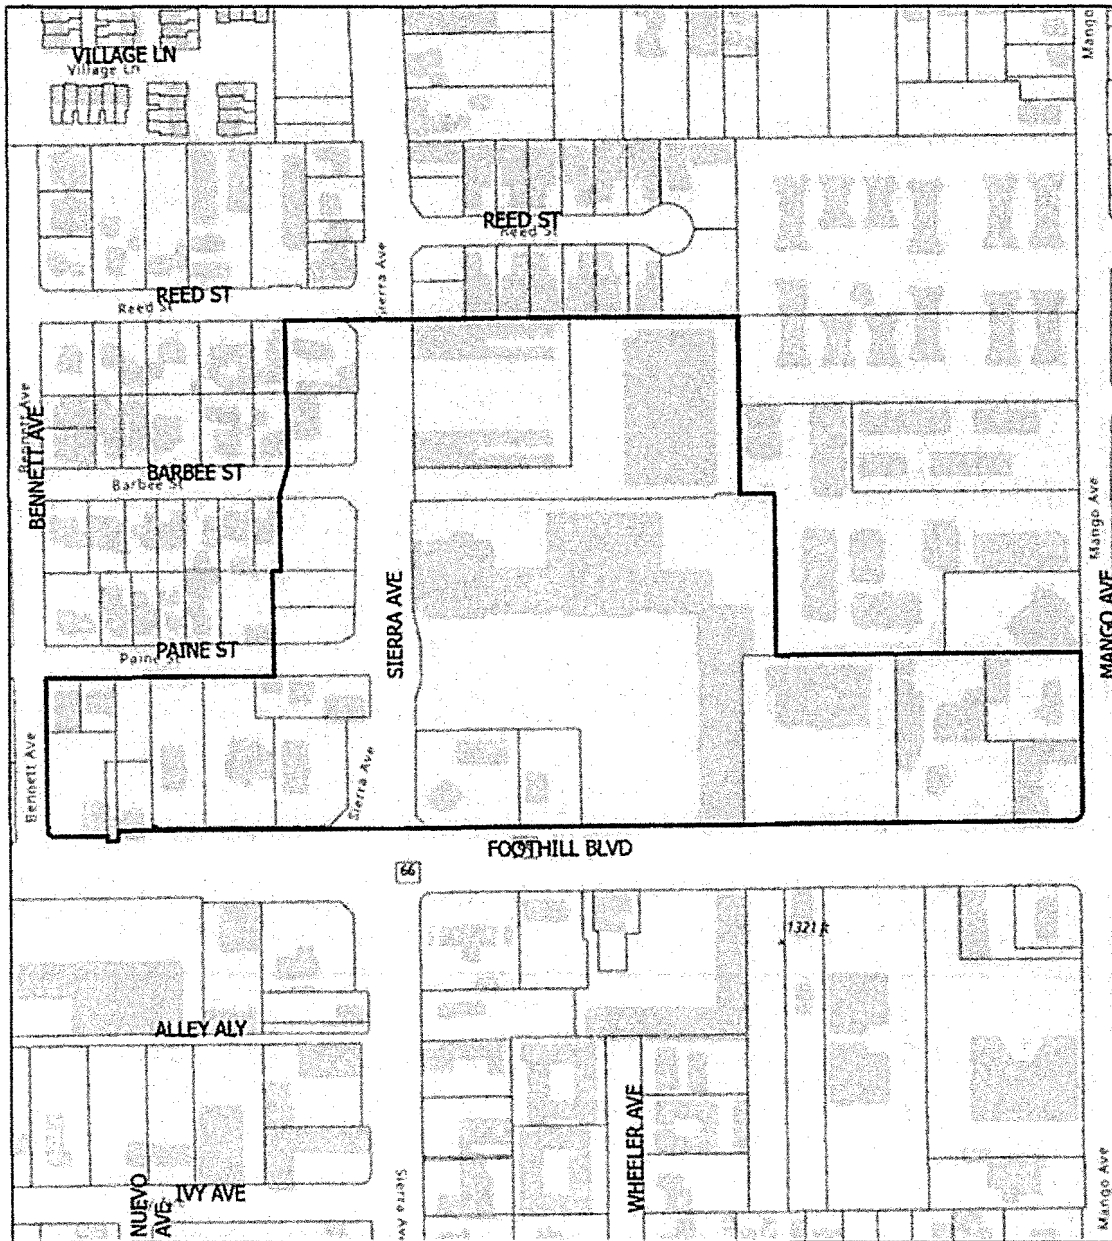 Mango
VILLAGE LN
Village Ln
REED ST
Reed St
Sierra Ave
REED ST
Reed St
Bennett Ave
BENNETT AVE
BARBEE ST
Barbee St
Mango Ave
SIERRA AVE
MANGO AVE
PAINE ST
Paine St
Bennett Ave
Sierra Ave
FOOTHILL BLVD
66
1321 ft
ALLEY ALY
WHEELER AVE
NUEVO
AVE
IVY AVE
Sierra Av
Mango Ave